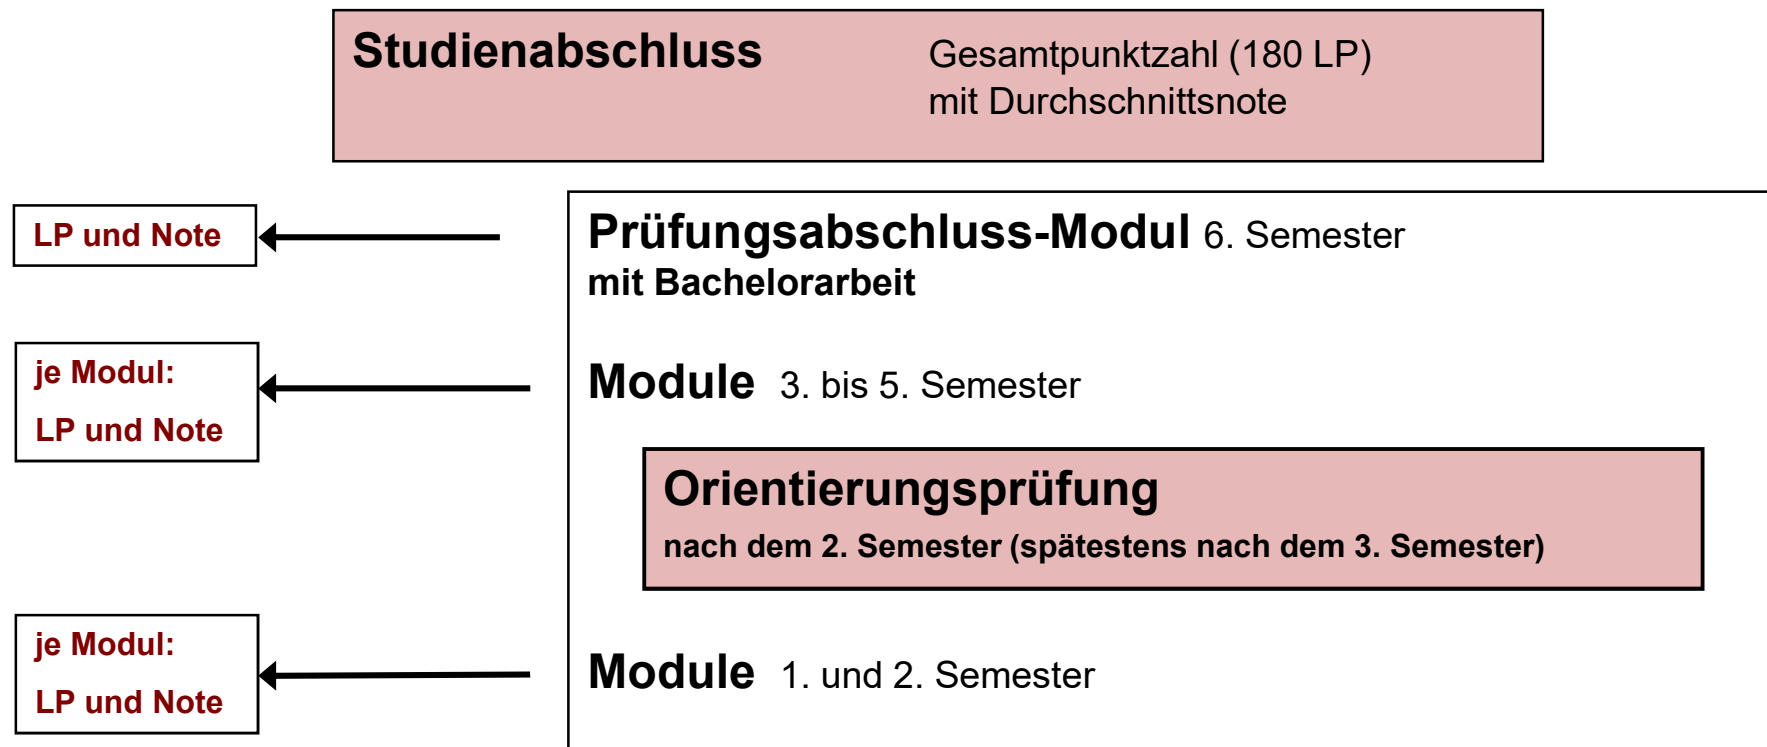 Studienabschluss Gesamtpunktzahl (180 LP)
mit Durchschnittsnote
LP und Note
Prüfungsabschluss-Modul 6. Semester
mit Bachelorarbeit
je Modul:
LP und Note
Module 3. bis 5. Semester
Orientierungsprüfung
nach dem 2. Semester (spätestens nach dem 3. Semester)
je Modul:
LP und Note
Module 1. und 2. Semester